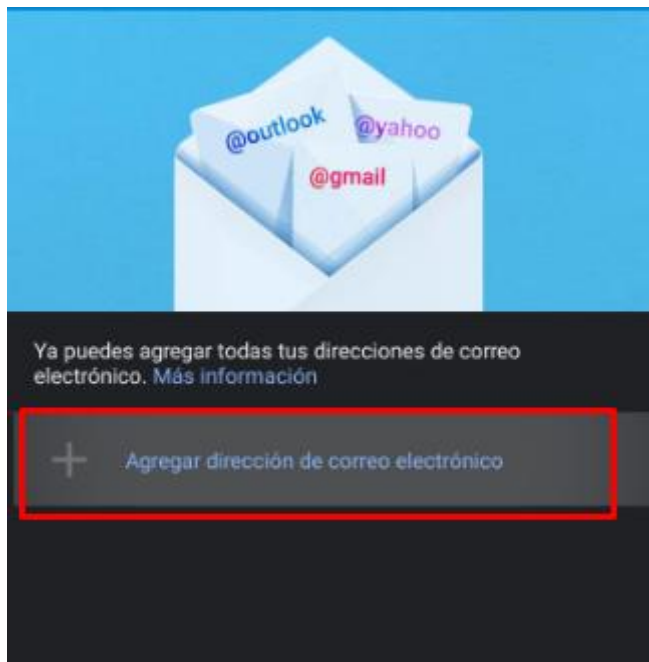 @outlook
@yahoo
@gmail
Ya puedes agregar todas tus direcciones de correo
electrónico. Más información
Agregar dirección de correo electrónico